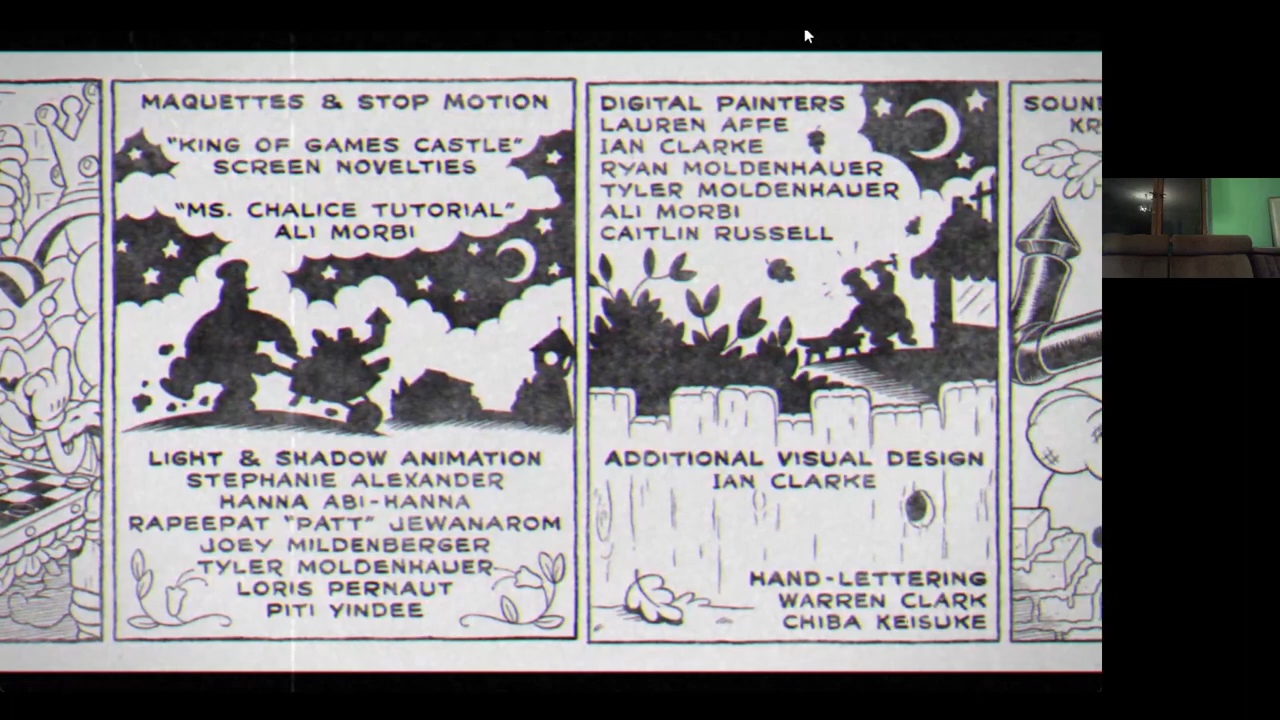 MAQUETTES & STOP MOTION
"KING OF GAMES CASTLE"
SCREEN NOVELTIES
"MS. CHALICE TUTORIAL"
ALI MORBI
LIGHT & SHADOW ANIMATION
STEPHANIE ALEXANDER
HANNA ABI-HANNA
RAPEEPAT "PATT" JEWANAROM
JOEY MILDENBERGER
TYLER MOLDENHAUER
LORIS PERNAUT
PITI YINDEE
DIGITAL PAINTERS
LAUREN AFFE
IAN CLARKE
RYAN MOLDENHAUER
TYLER MOLDENHAUER
ALI MORBI
CAITLIN RUSSELL
ADDITIONAL VISUAL DESIGN
IAN CLARKE
HAND-LETTERING
WARREN CLARK
CHIBA KEISUKE
SOUN
KR